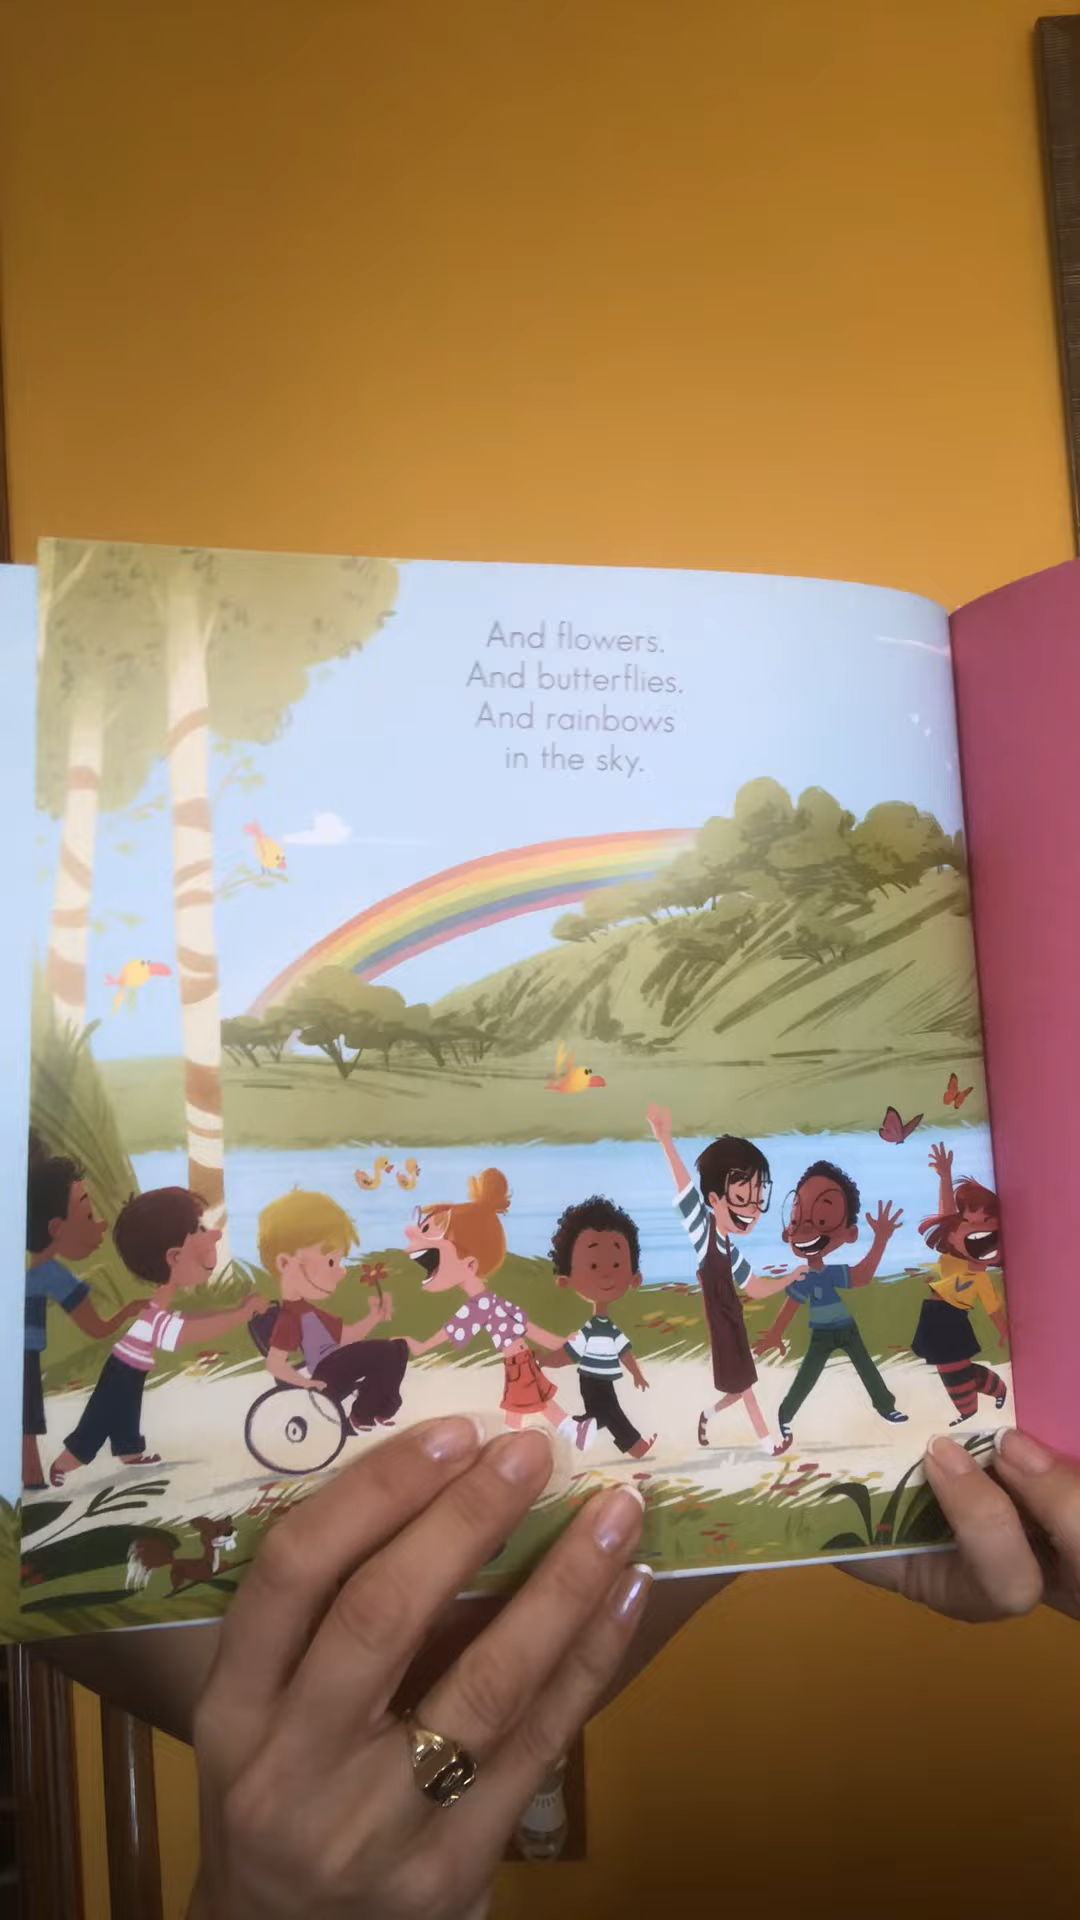 And flowers.
And butterflies.
And rainbows
in the sky.